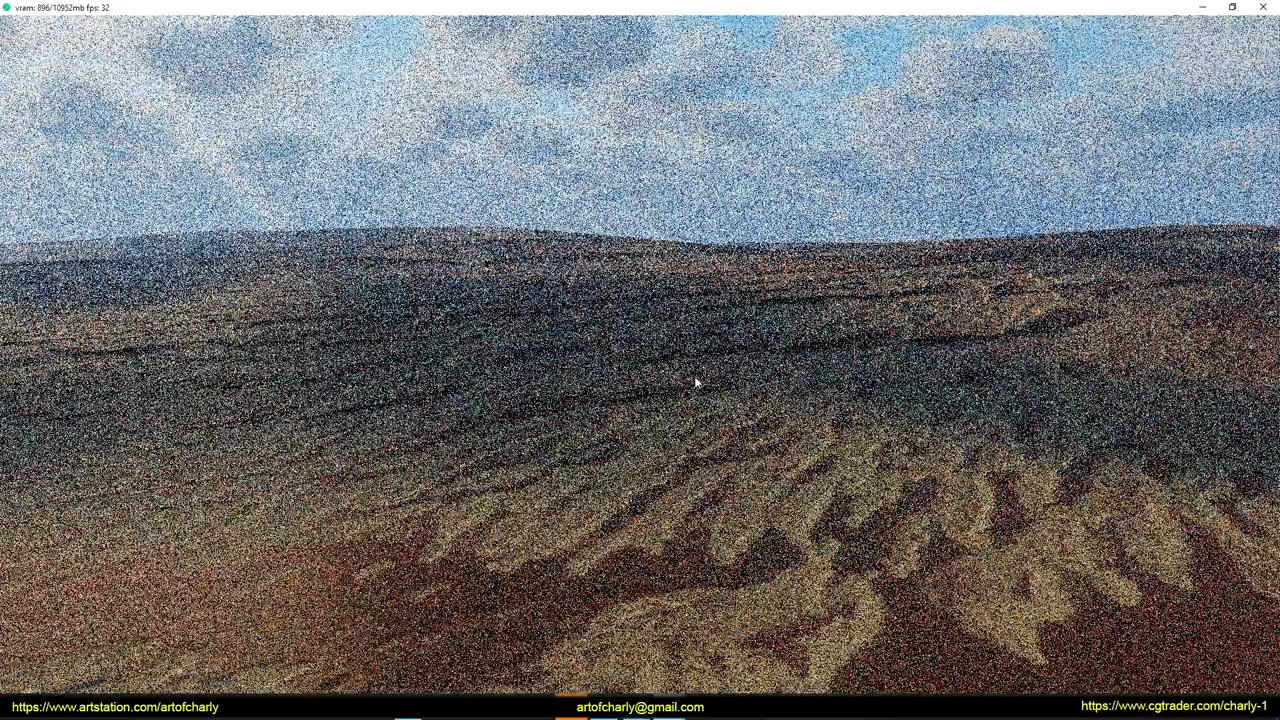 vram: 896/10952mb fps: 32
https://www.artstation.com/artofcharly
artofcharly@gmail.com
https://www.cgtrader.com/charly-1